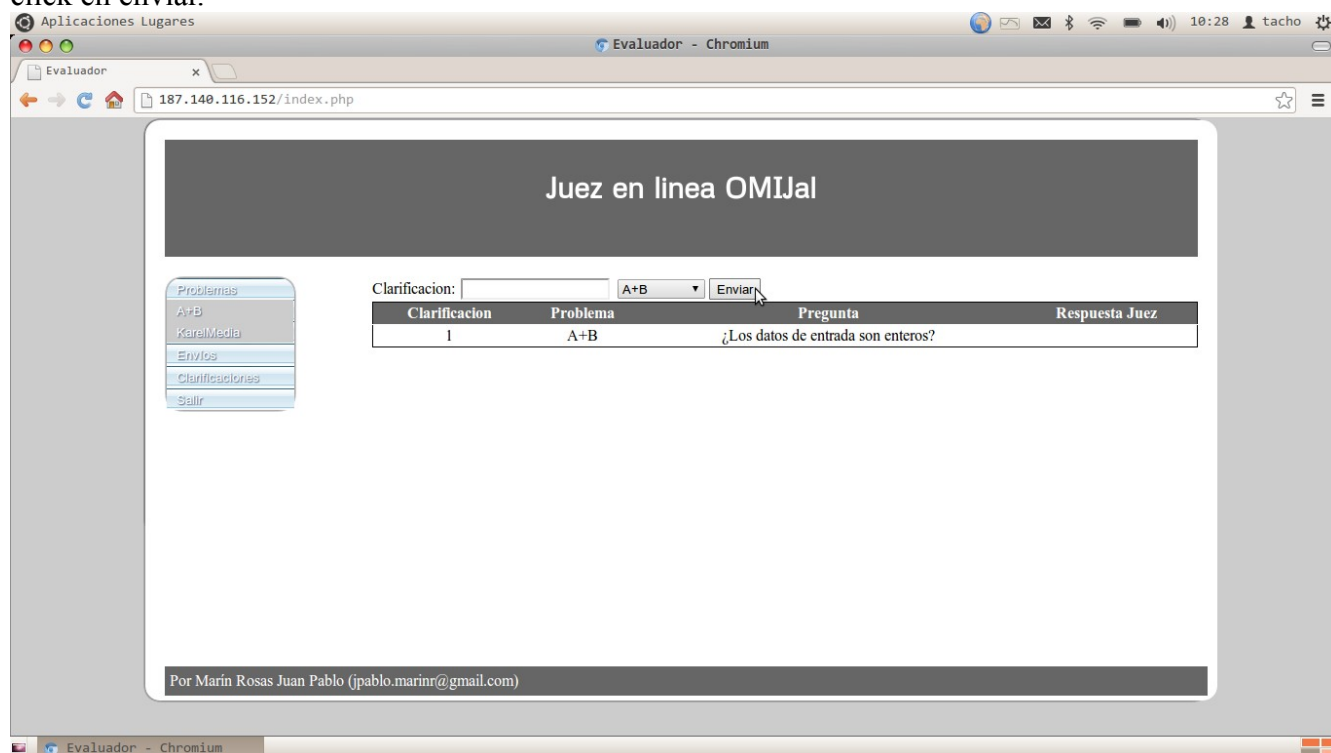 click en enviar.
Aplicaciones Lugares
10:28 tacho
Evaluador - Chromium
Evaluador
187.140.116.152/index.php
Juez en linea OMIJal
Problemas
A+B
KarelMedia
Envíos
Clarificaciones
Salir
Clarificacion: A+B Enviar
Clarificacion Problema Pregunta Respuesta Juez
1 A+B ¿Los datos de entrada son enteros?
Por Marín Rosas Juan Pablo (jpablo.marinr@gmail.com)
Evaluador - Chromium